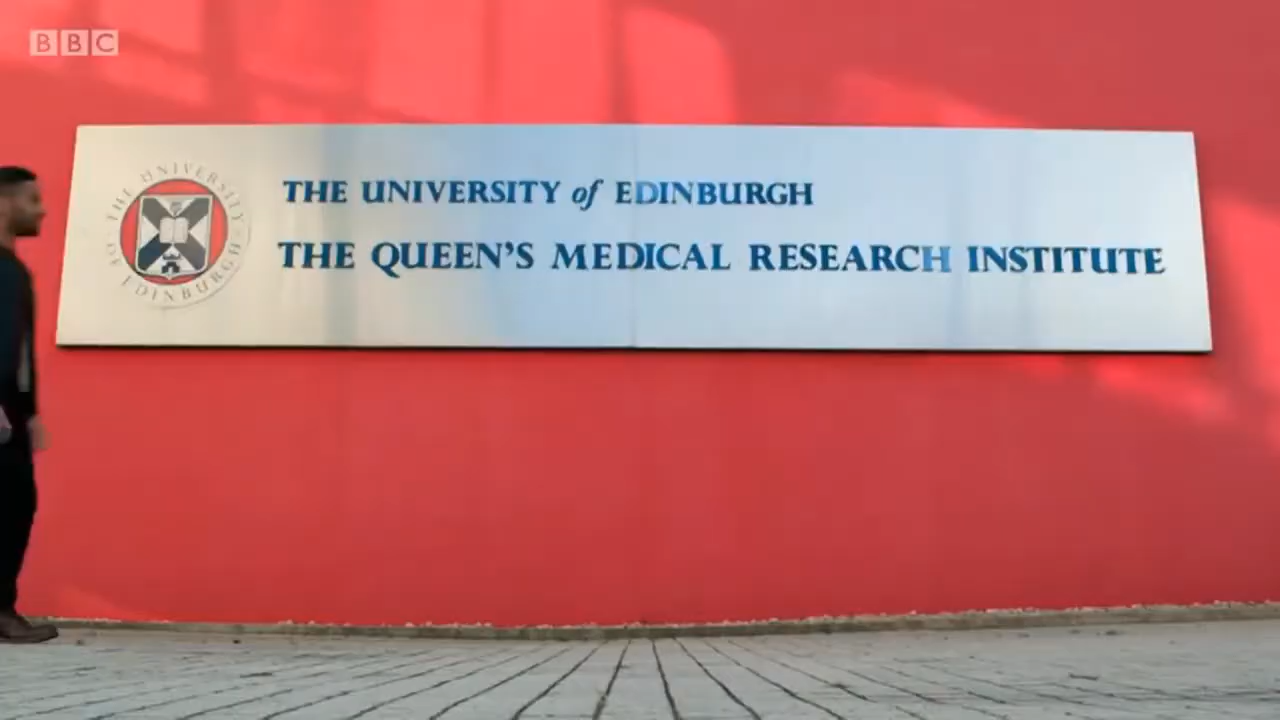 BBC
THE UNIVERSITY of EDINBURGH
THE QUEEN'S MEDICAL RESEARCH INSTITUTE
THE UNIVERSITY OF EDINBURGH